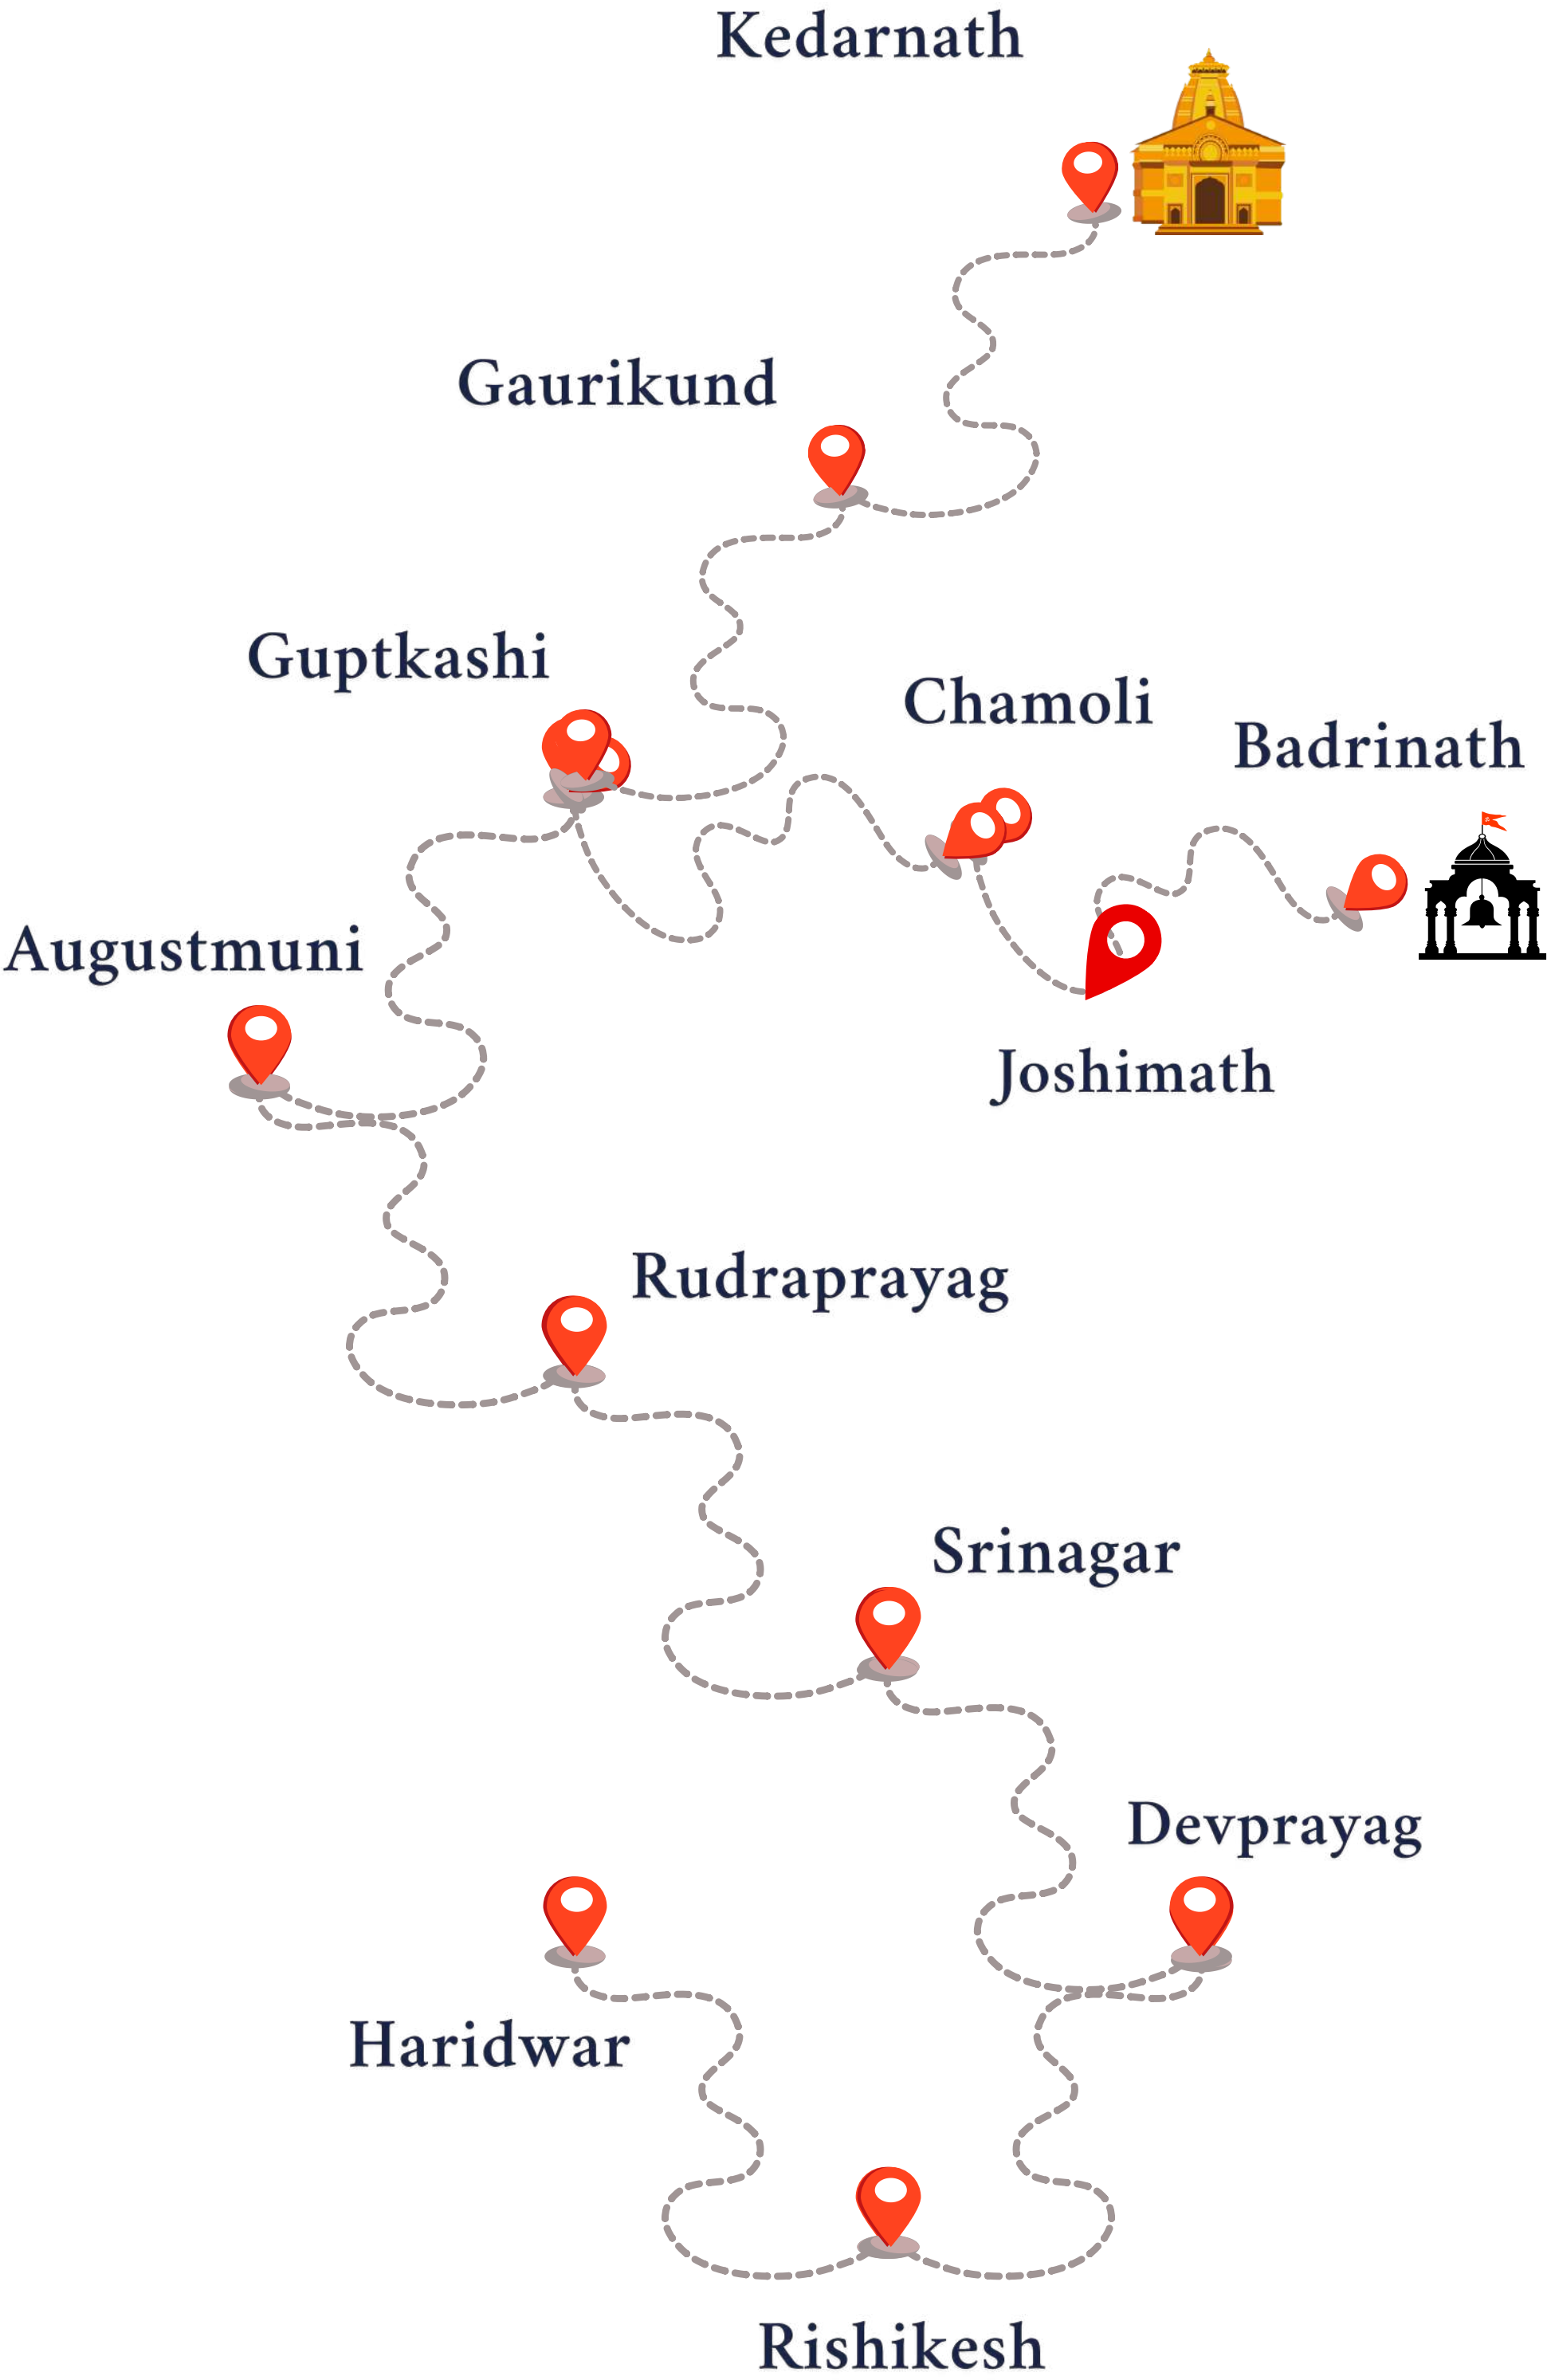 Kedarnath
Gaurikund
Guptkashi
Chamoli
Badrinath
Augustmuni
Joshimath
Rudraprayag
Srinagar
Devprayag
Haridwar
Rishikesh